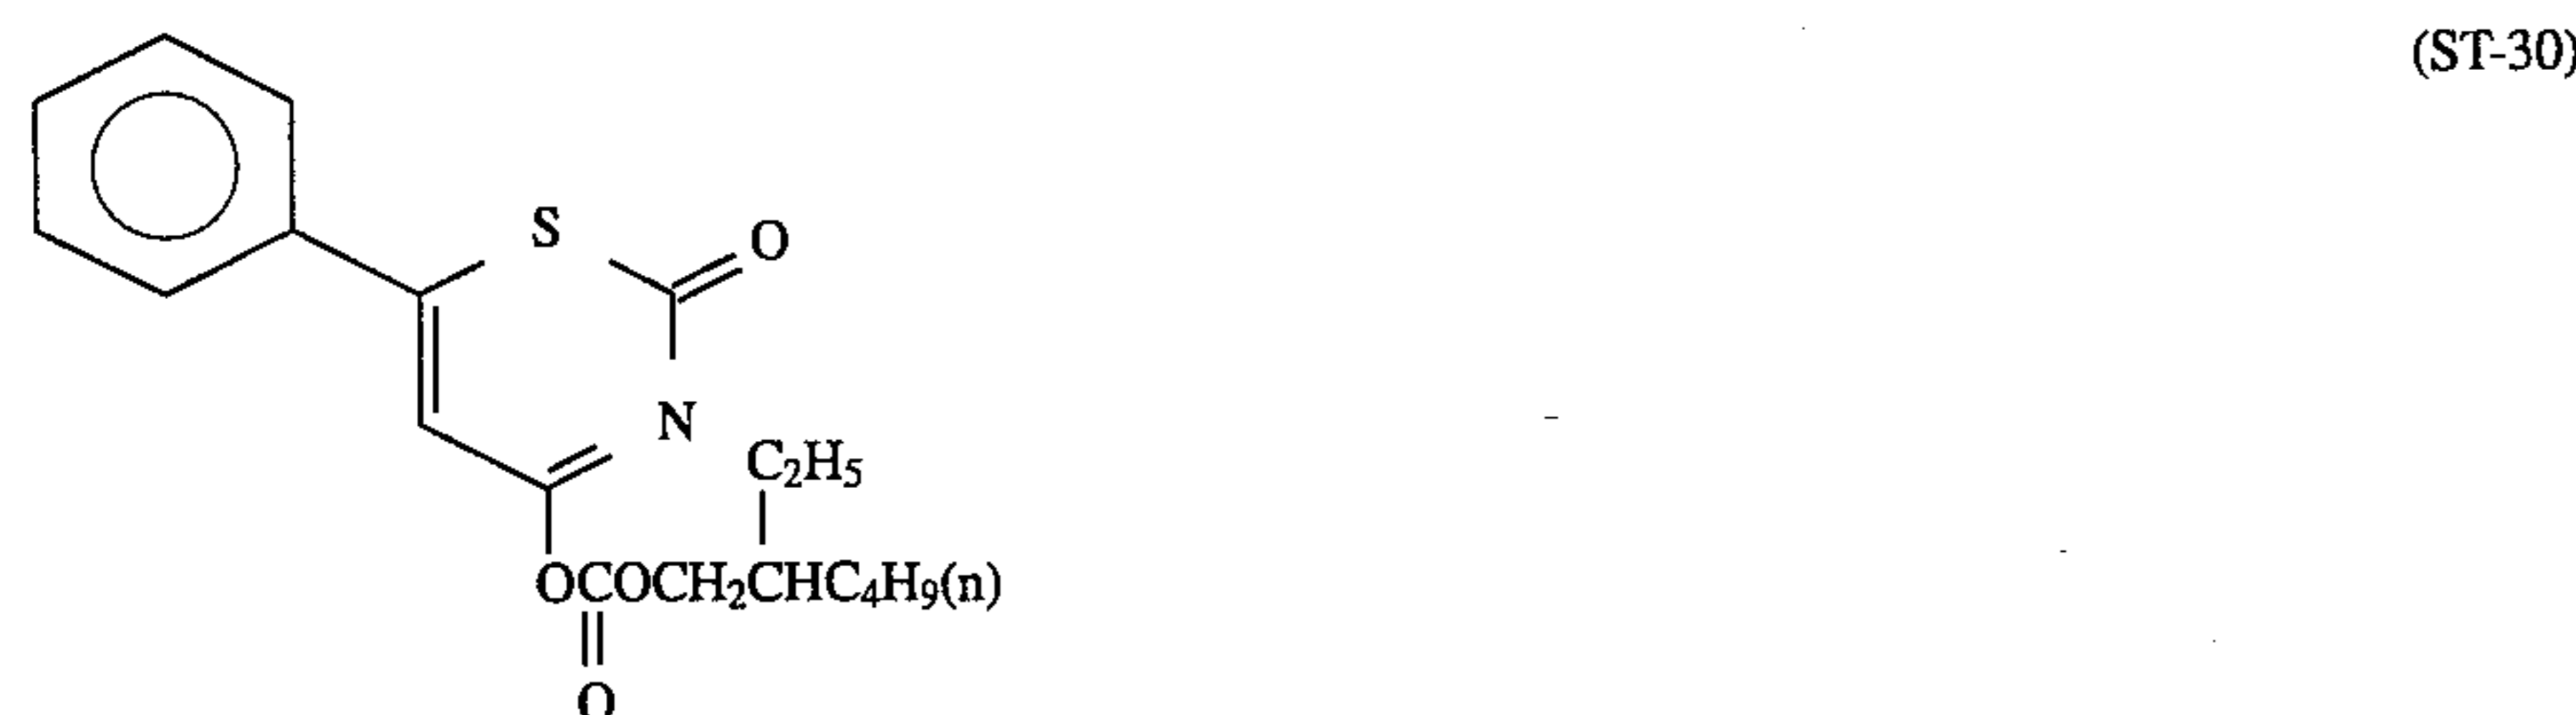 (ST-30)
S
O
N
C₂H₅
OCOCH₂CHC₄H₉(n)
O